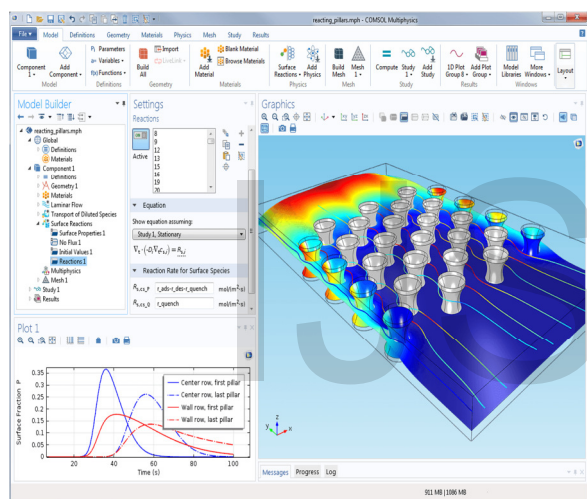 reacting_pillars.mph - COMSOL Multiphysics
File Model Definitions Geometry Materials Physics Mesh Study Results
Component 1
Add Component
Model
Pi Parameters
a= Variables
f(x) Functions
Definitions
Build All
Import
LiveLink
Geometry
Add Material
Blank Material
Browse Materials
Materials
Surface Reactions
Add Physics
Physics
Build Mesh
Mesh 1
Mesh
Compute
Study 1
Add Study
Study
1D Plot Group 8
Add Plot Group
Results
Model Libraries
More Windows
Windows
Layout
Model Builder
reacting_pillars.mph
Global
Definitions
Materials
Component 1
Definitions
Geometry 1
Materials
Laminar Flow
Transport of Diluted Species
Surface Reactions
Surface Properties 1
No Flux 1
Initial Values 1
Reactions 1
Multiphysics
Mesh 1
Study 1
Results
Settings
Reactions
Active
8
9
12
13
15
16
19
20
Equation
Show equation assuming:
Study 1, Stationary
Reaction Rate for Surface Species
R_s,cs_P r_ads-r_des-r_quench mol/(m²·s)
R_s,cs_Q r_quench mol/(m²·s)
Graphics
IJS
y z x
Plot 1
Surface Fraction P
0.35
0.3
0.25
0.2
0.15
0.1
0.05
0
0 20 40 60 80 100
Time (s)
Center row, first pillar
Center row, last pillar
Wall row, first pillar
Wall row, last pillar
Messages Progress Log
911 MB | 1086 MB